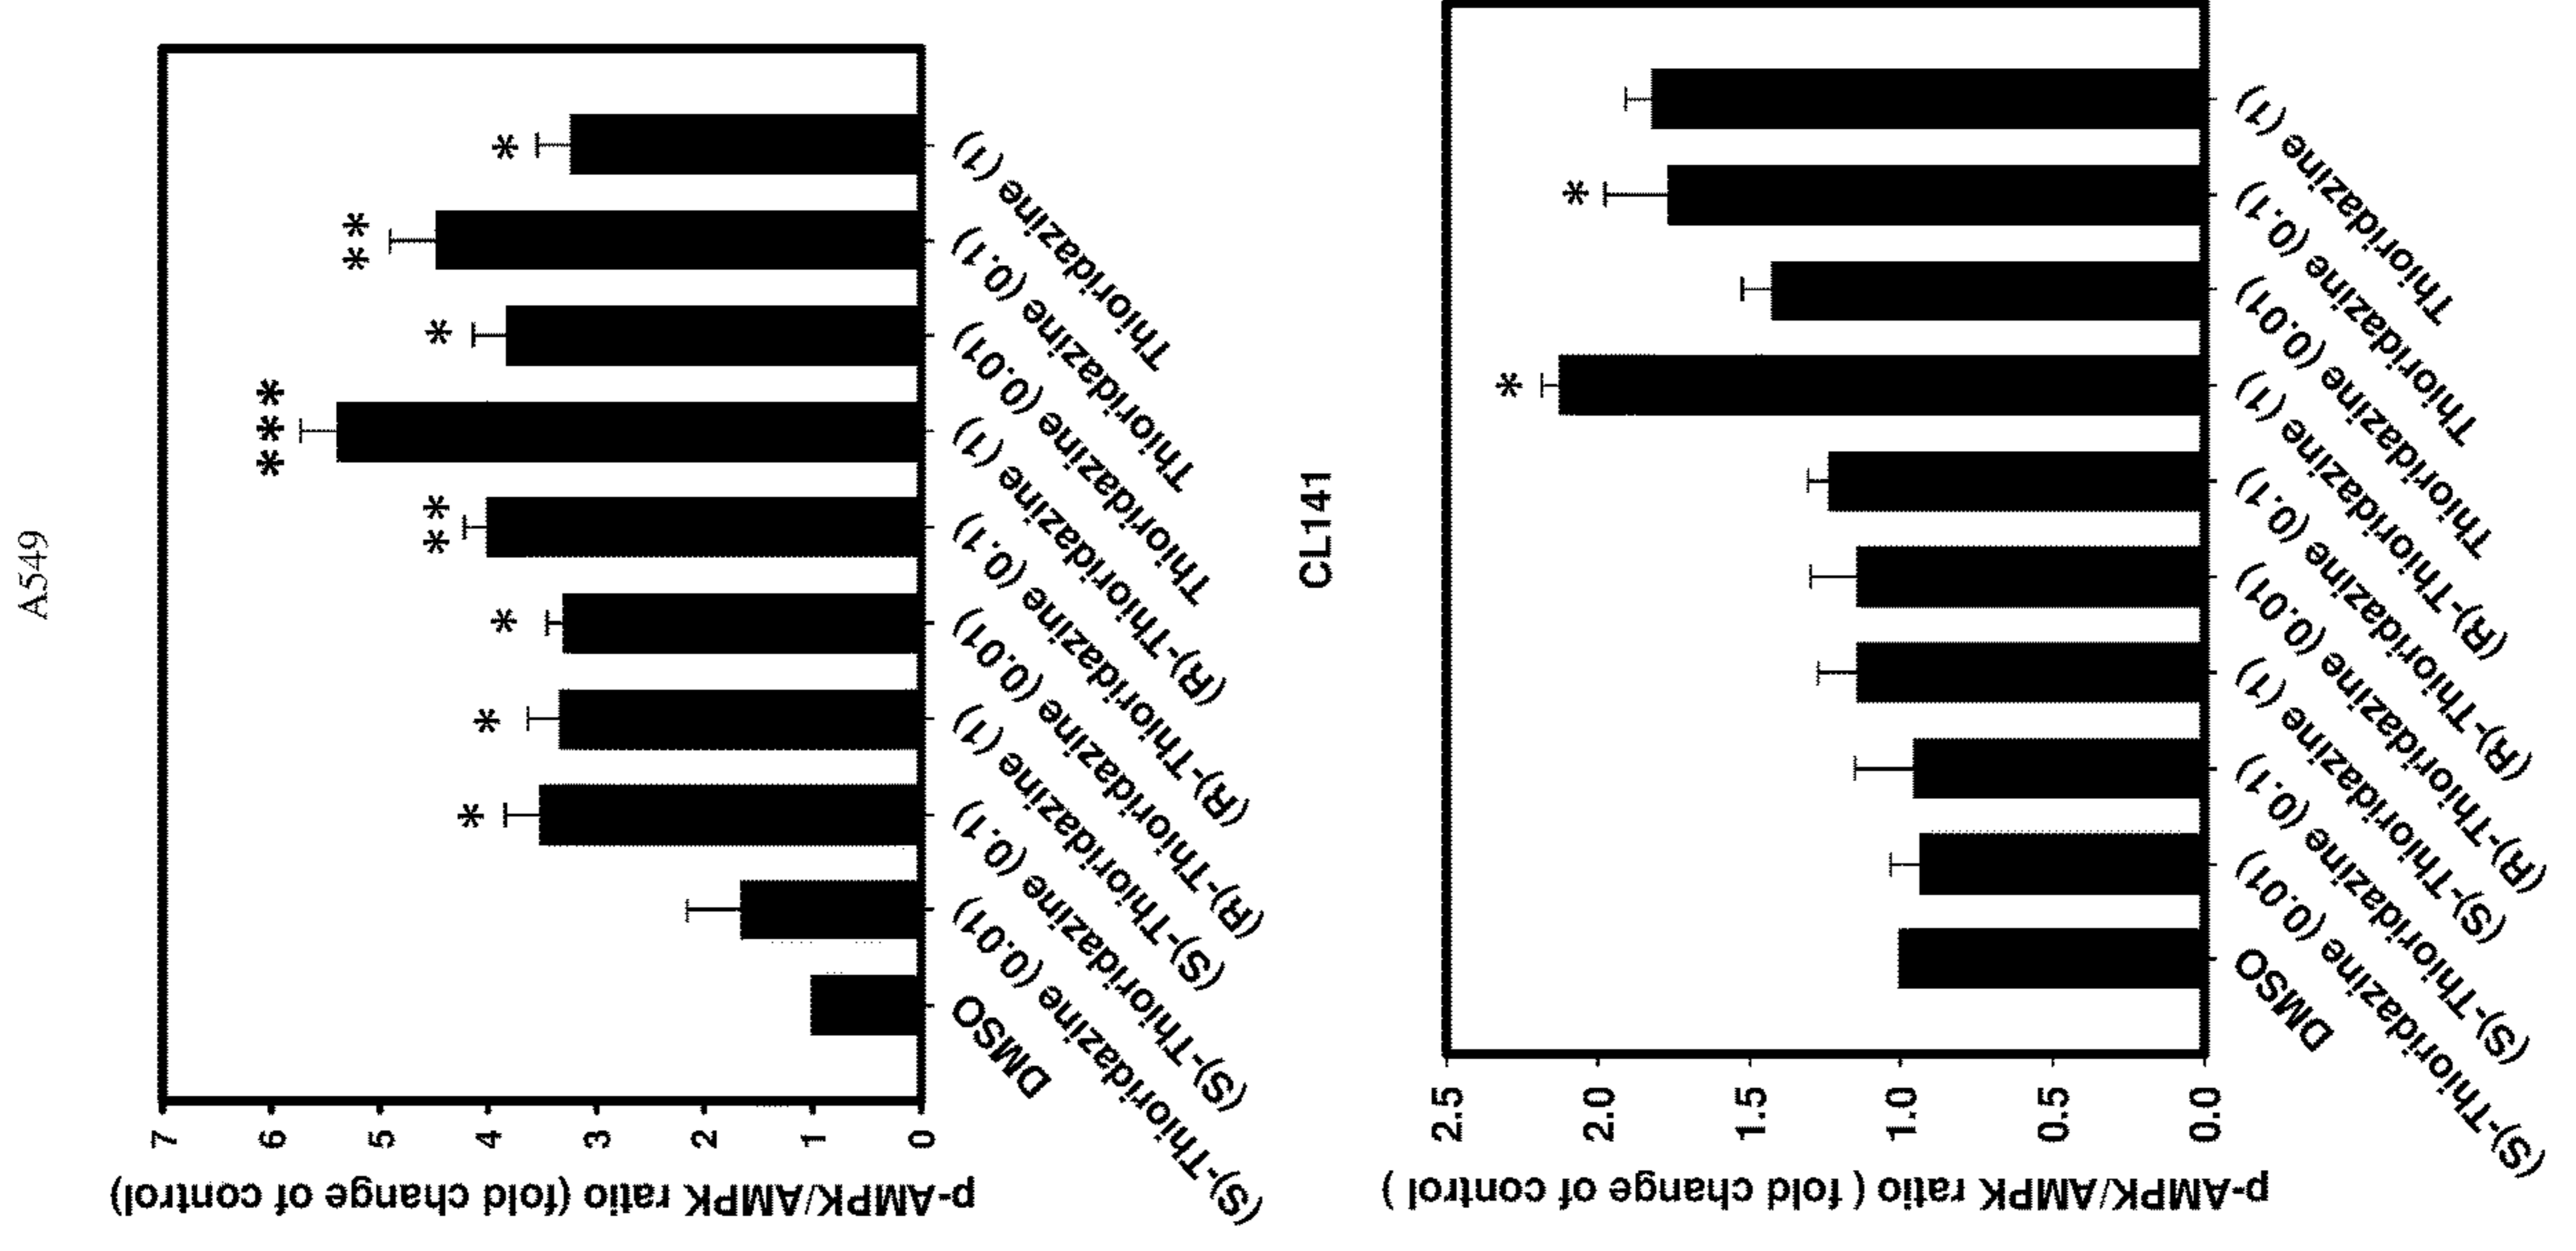 A549
p-AMPK/AMPK ratio (fold change of control)
7
6
5
4
3
2
1
0
*
*
*
**
***
*
**
*
DMSO
(S)-Thioridazine (0.01)
(S)-Thioridazine (0.1)
(S)-Thioridazine (1)
(R)-Thioridazine (0.01)
(R)-Thioridazine (0.1)
(R)-Thioridazine (1)
Thioridazine (0.01)
Thioridazine (0.1)
Thioridazine (1)
CL141
p-AMPK/AMPK ratio ( fold change of control )
2.5
2.0
1.5
1.0
0.5
0.0
*
*
DMSO
(S)-Thioridazine (0.01)
(S)-Thioridazine (0.1)
(S)-Thioridazine (1)
(R)-Thioridazine (0.01)
(R)-Thioridazine (0.1)
(R)-Thioridazine (1)
Thioridazine (0.01)
Thioridazine (0.1)
Thioridazine (1)